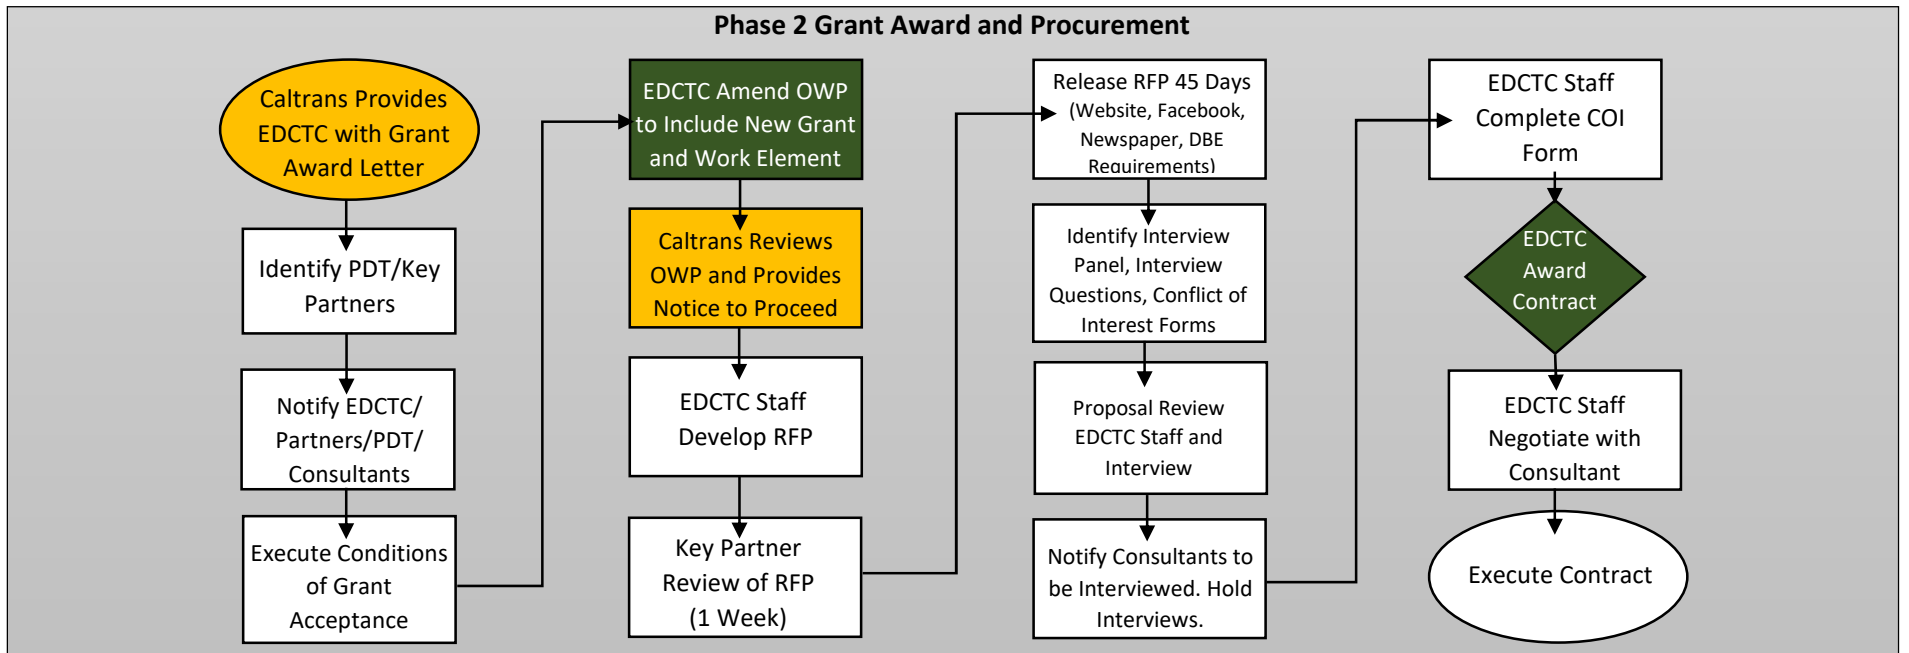 Phase 2 Grant Award and Procurement
Caltrans Provides
EDCTC with Grant
Award Letter
Identify PDT/Key
Partners
Notify EDCTC/
Partners/PDT/
Consultants
Execute Conditions
of Grant
Acceptance
EDCTC Amend OWP
to Include New Grant
and Work Element
Caltrans Reviews
OWP and Provides
Notice to Proceed
EDCTC Staff
Develop RFP
Key Partner
Review of RFP
(1 Week)
Release RFP 45 Days
(Website, Facebook,
Newspaper, DBE
Requirements)
Identify Interview
Panel, Interview
Questions, Conflict of
Interest Forms
Proposal Review
EDCTC Staff and
Interview
Notify Consultants to
be Interviewed. Hold
Interviews.
EDCTC Staff
Complete COI
Form
EDCTC
Award
Contract
EDCTC Staff
Negotiate with
Consultant
Execute Contract